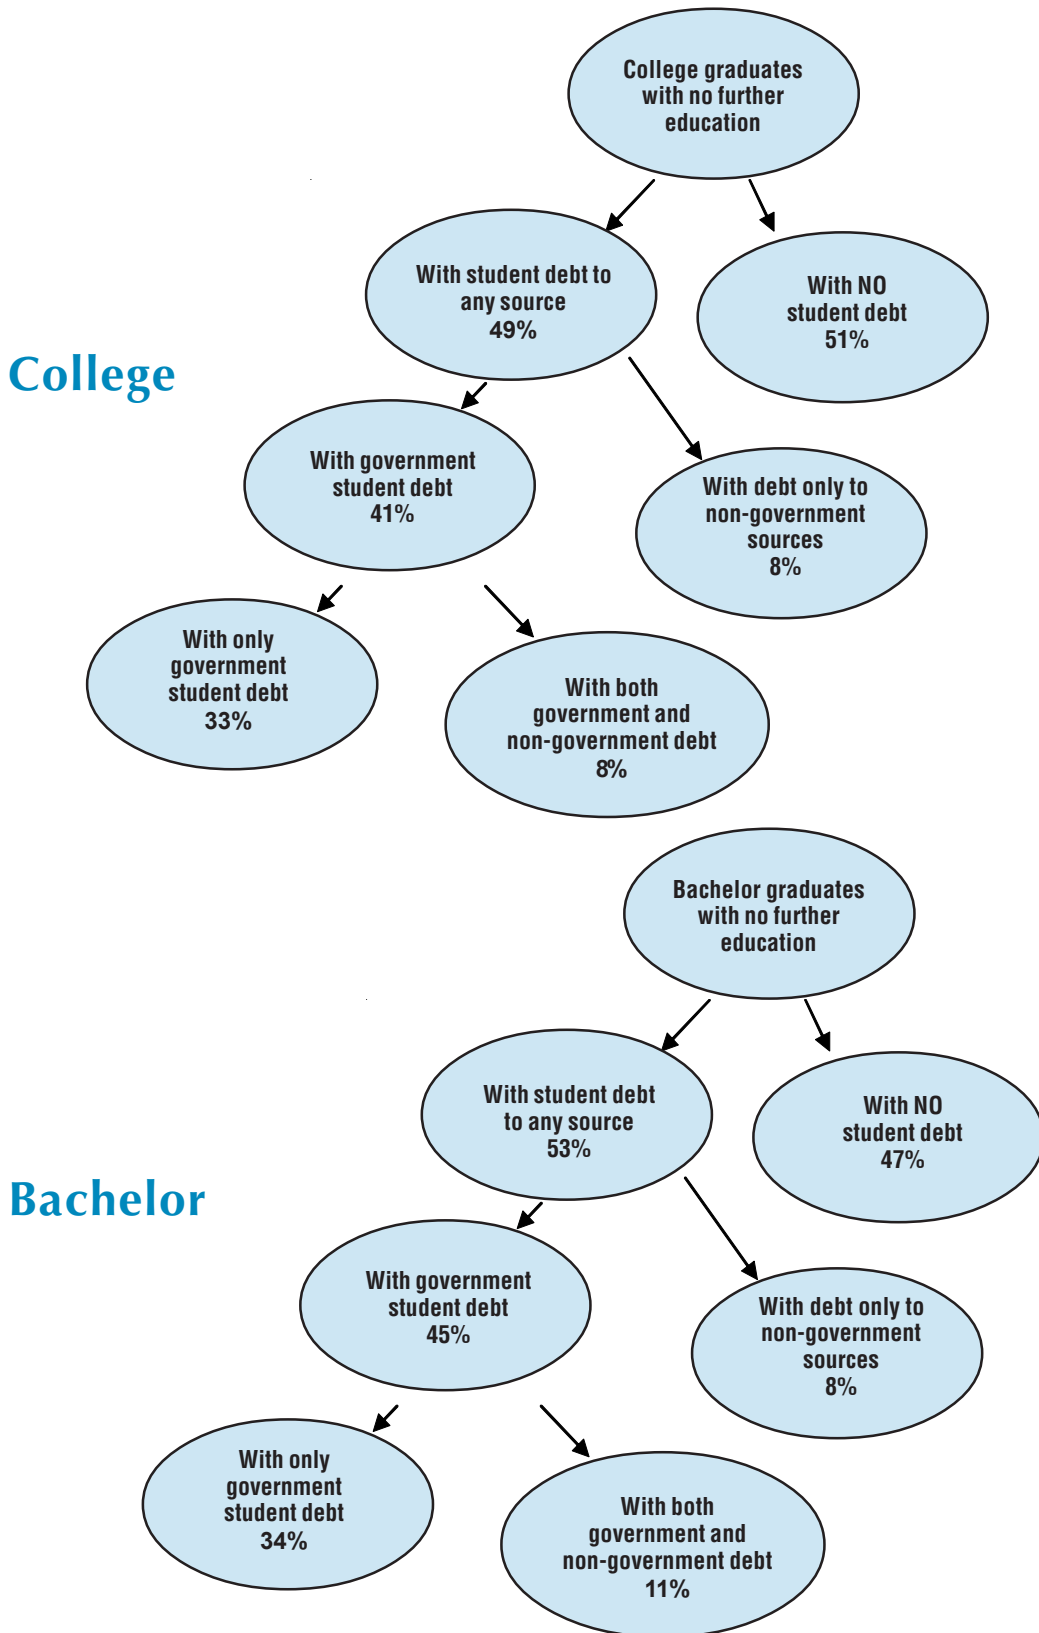 College graduates
with no further
education
With student debt to
any source
49%
With NO
student debt
51%
College
With government
student debt
41%
With debt only to
non-government
sources
8%
With only
government
student debt
33%
With both
government and
non-government debt
8%
Bachelor graduates
with no further
education
With student debt
to any source
53%
With NO
student debt
47%
Bachelor
With government
student debt
45%
With debt only to
non-government
sources
8%
With only
government
student debt
34%
With both
government and
non-government debt
11%